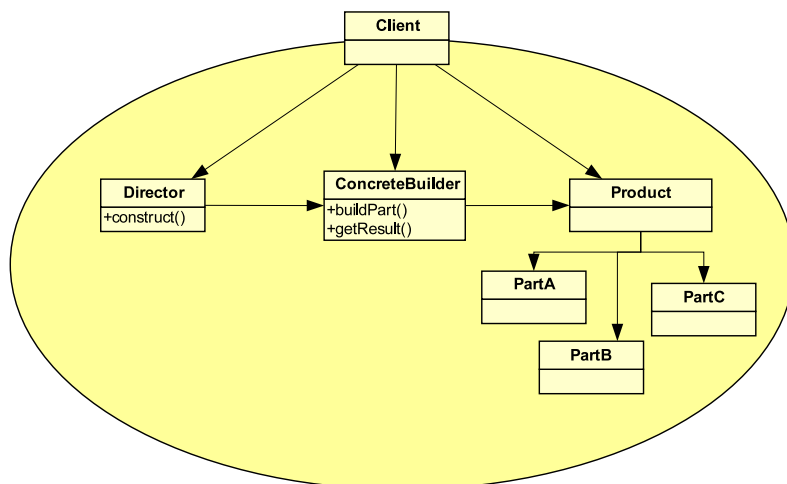 Client
Director
+construct()
ConcreteBuilder
+buildPart()
+getResult()
Product
PartA
PartC
PartB